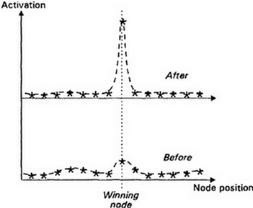 Activation
After
Before
Node position
Winning
node